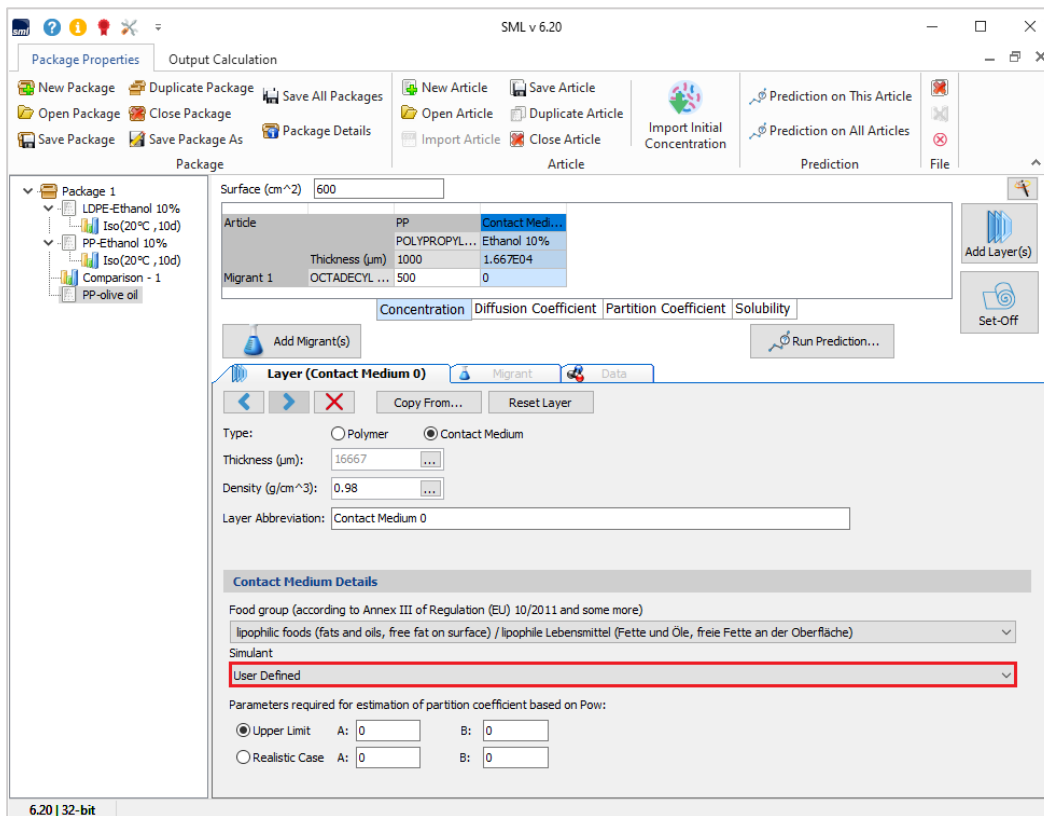 sml
SML v 6.20
Package Properties
Output Calculation
New Package
Duplicate Package
Save All Packages
Open Package
Close Package
Package Details
Save Package
Save Package As
Package
New Article
Save Article
Open Article
Duplicate Article
Import Article
Close Article
Import Initial
Concentration
Article
Prediction on This Article
Prediction on All Articles
Prediction
File
Package 1
LDPE-Ethanol 10%
Iso(20°C ,10d)
PP-Ethanol 10%
Iso(20°C ,10d)
Comparison - 1
PP-olive oil
Surface (cm^2) 600
Article PP Contact Medi...
POLYPROPYL... Ethanol 10%
Thickness (µm) 1000 1.667E04
Migrant 1 OCTADECYL ... 500 0
Concentration Diffusion Coefficient Partition Coefficient Solubility
Add Layer(s)
Set-Off
Add Migrant(s)
Run Prediction...
Layer (Contact Medium 0) Migrant Data
Copy From... Reset Layer
Type: Polymer Contact Medium
Thickness (µm): 16667 ...
Density (g/cm^3): 0.98 ...
Layer Abbreviation: Contact Medium 0
Contact Medium Details
Food group (according to Annex III of Regulation (EU) 10/2011 and some more)
lipophilic foods (fats and oils, free fat on surface) / lipophile Lebensmittel (Fette und Öle, freie Fette an der Oberfläche)
Simulant
User Defined
Parameters required for estimation of partition coefficient based on Pow:
Upper Limit A: 0 B: 0
Realistic Case A: 0 B: 0
6.20 | 32-bit